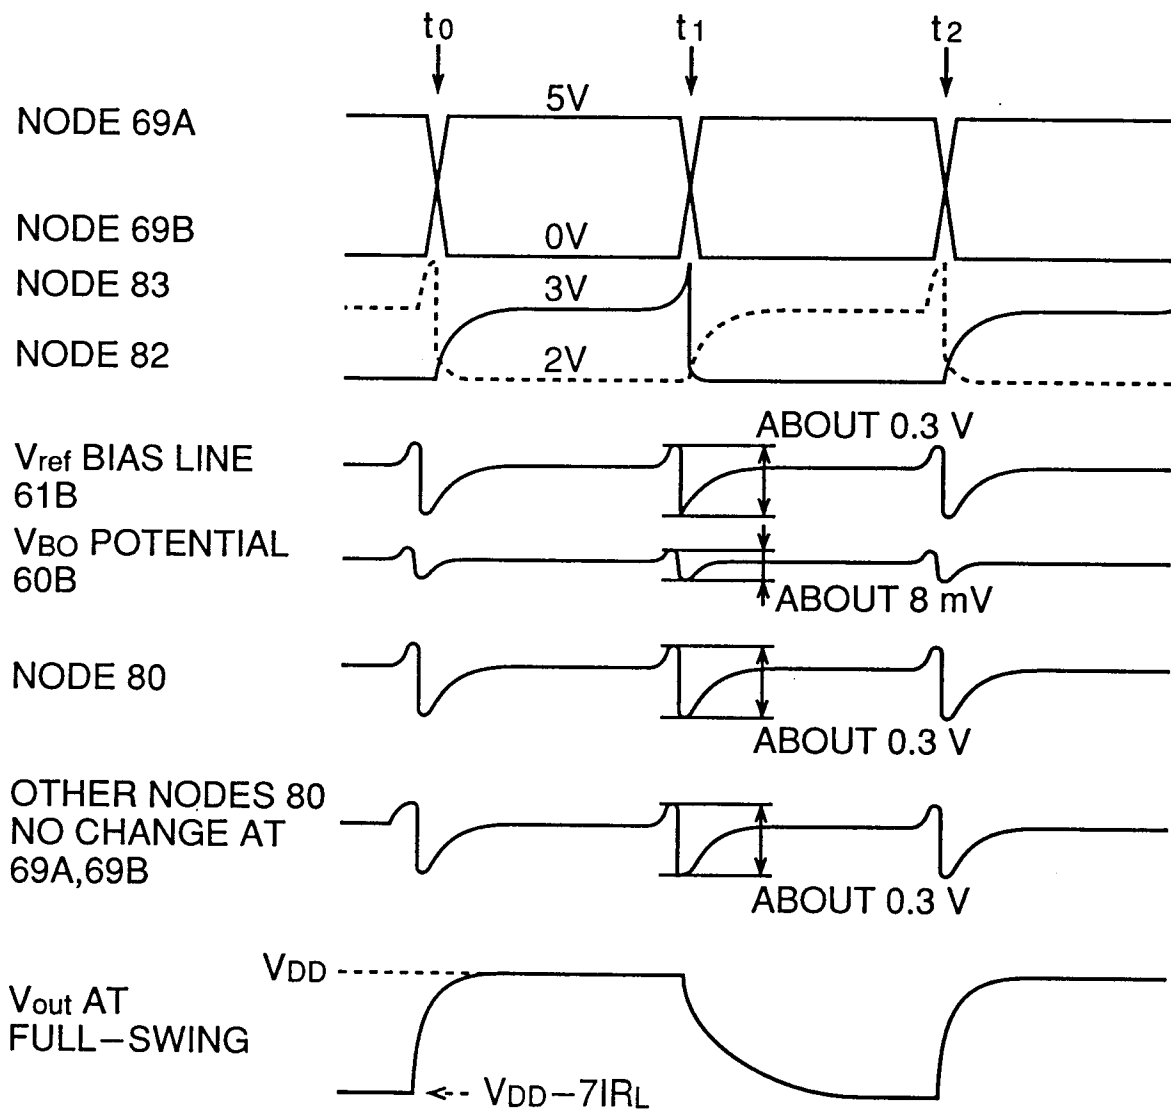 t0
t1
t2
NODE 69A
5V
NODE 69B
0V
NODE 83
3V
NODE 82
2V
ABOUT 0.3 V
Vref BIAS LINE
61B
VBO POTENTIAL
60B
ABOUT 8 mV
NODE 80
ABOUT 0.3 V
OTHER NODES 80
NO CHANGE AT
69A,69B
ABOUT 0.3 V
VDD
Vout AT
FULL–SWING
VDD–7IRL